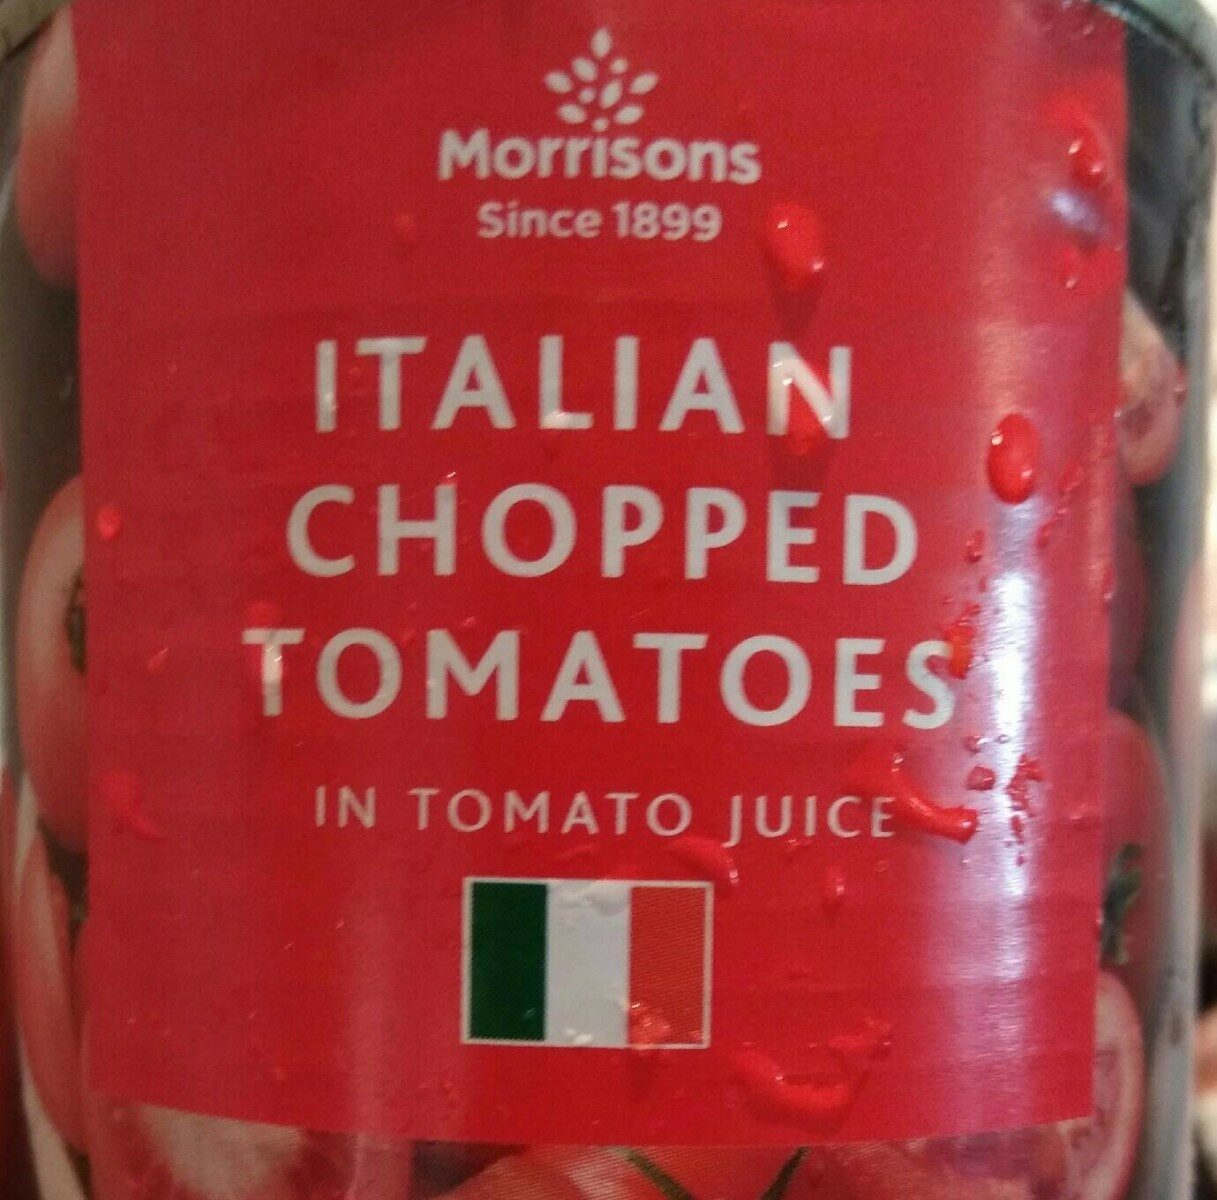 Morrisons
Since 1899
ITALIAN
CHOPPED
TOMATOES
IN TOMATO JUICE